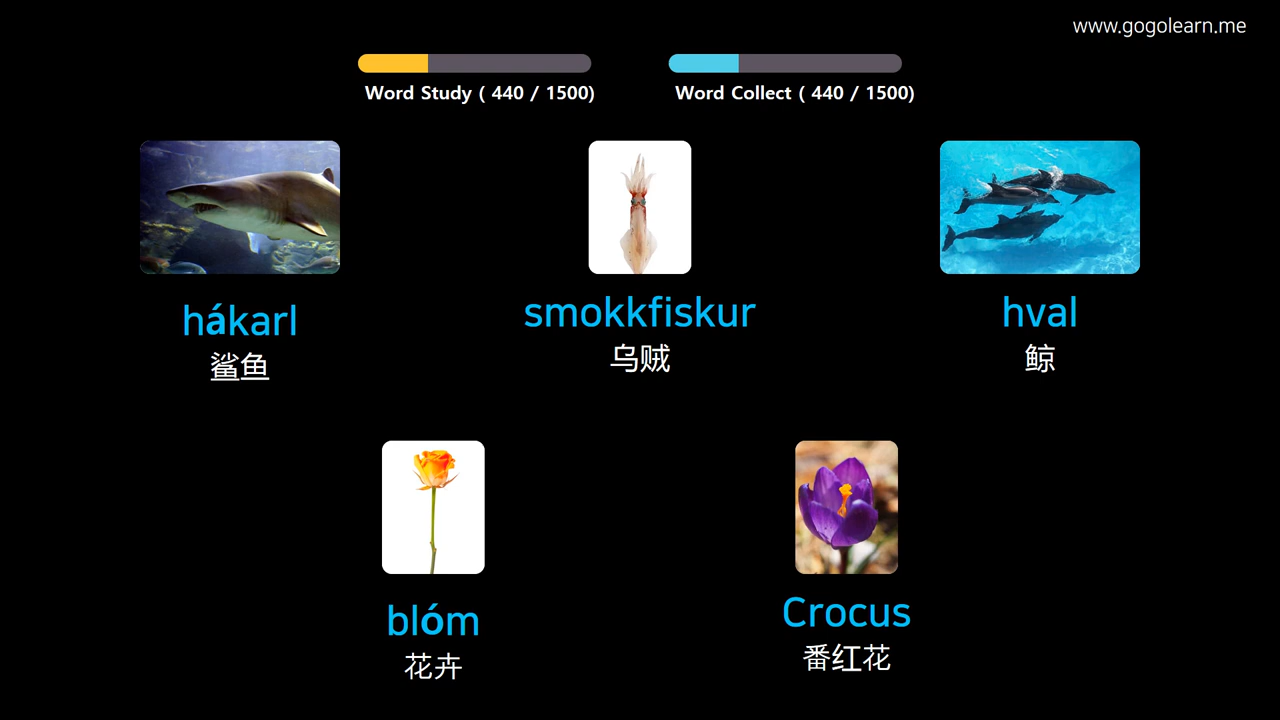 www.gogolearn.me
Word Study ( 440 / 1500)
Word Collect ( 440 / 1500)
hákarl
鲨鱼
smokkfiskur
乌贼
hval
鲸
blóm
花卉
Crocus
番红花